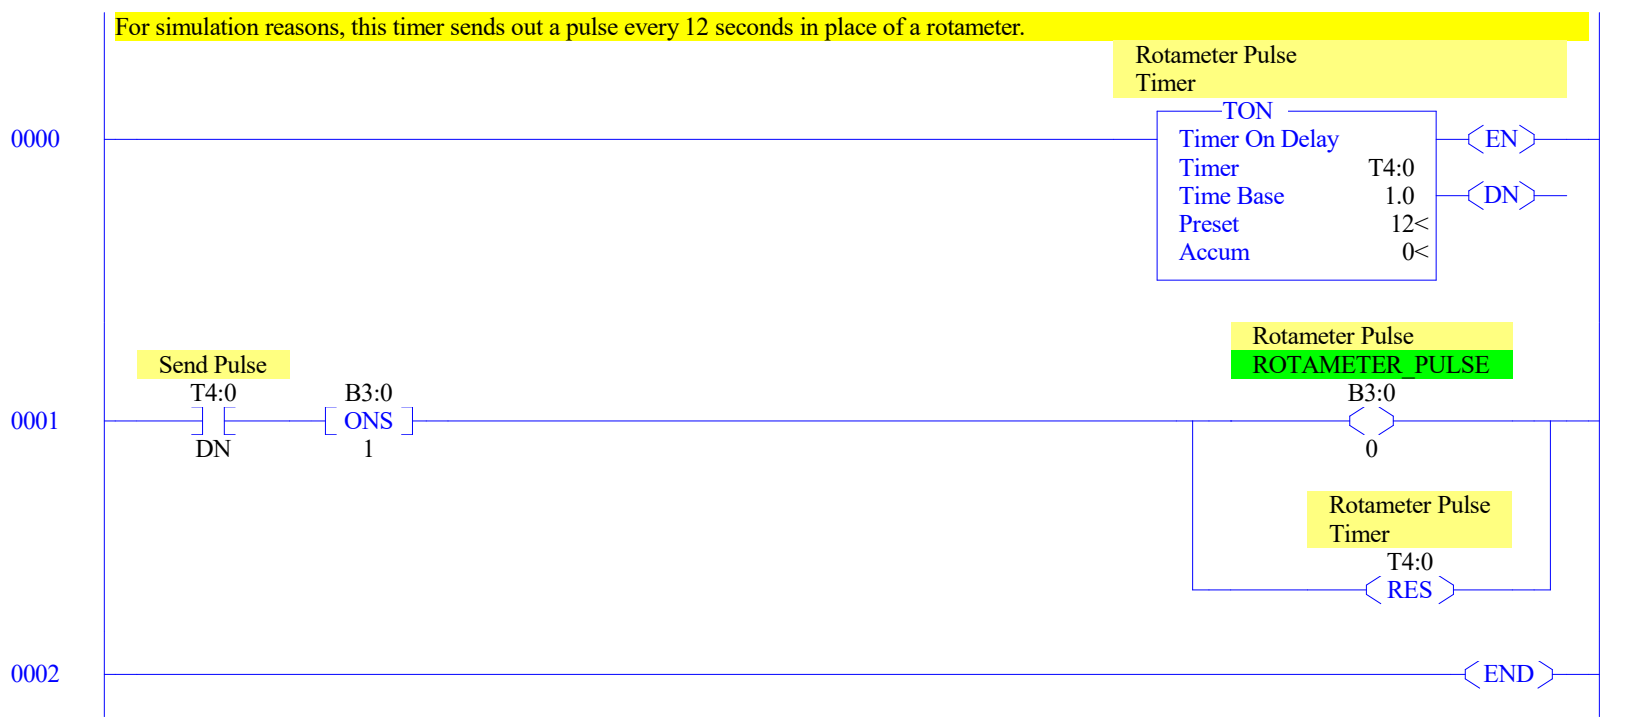 For simulation reasons, this timer sends out a pulse every 12 seconds in place of a rotameter.
Rotameter Pulse
Timer
TON
0000
Timer On Delay
EN
Timer T4:0
Time Base 1.0
DN
Preset 12<
Accum 0<
Rotameter Pulse
Send Pulse
ROTAMETER_PULSE
T4:0 B3:0 B3:0
0001 ONS
DN 1 0
Rotameter Pulse
Timer
T4:0
RES
0002 END